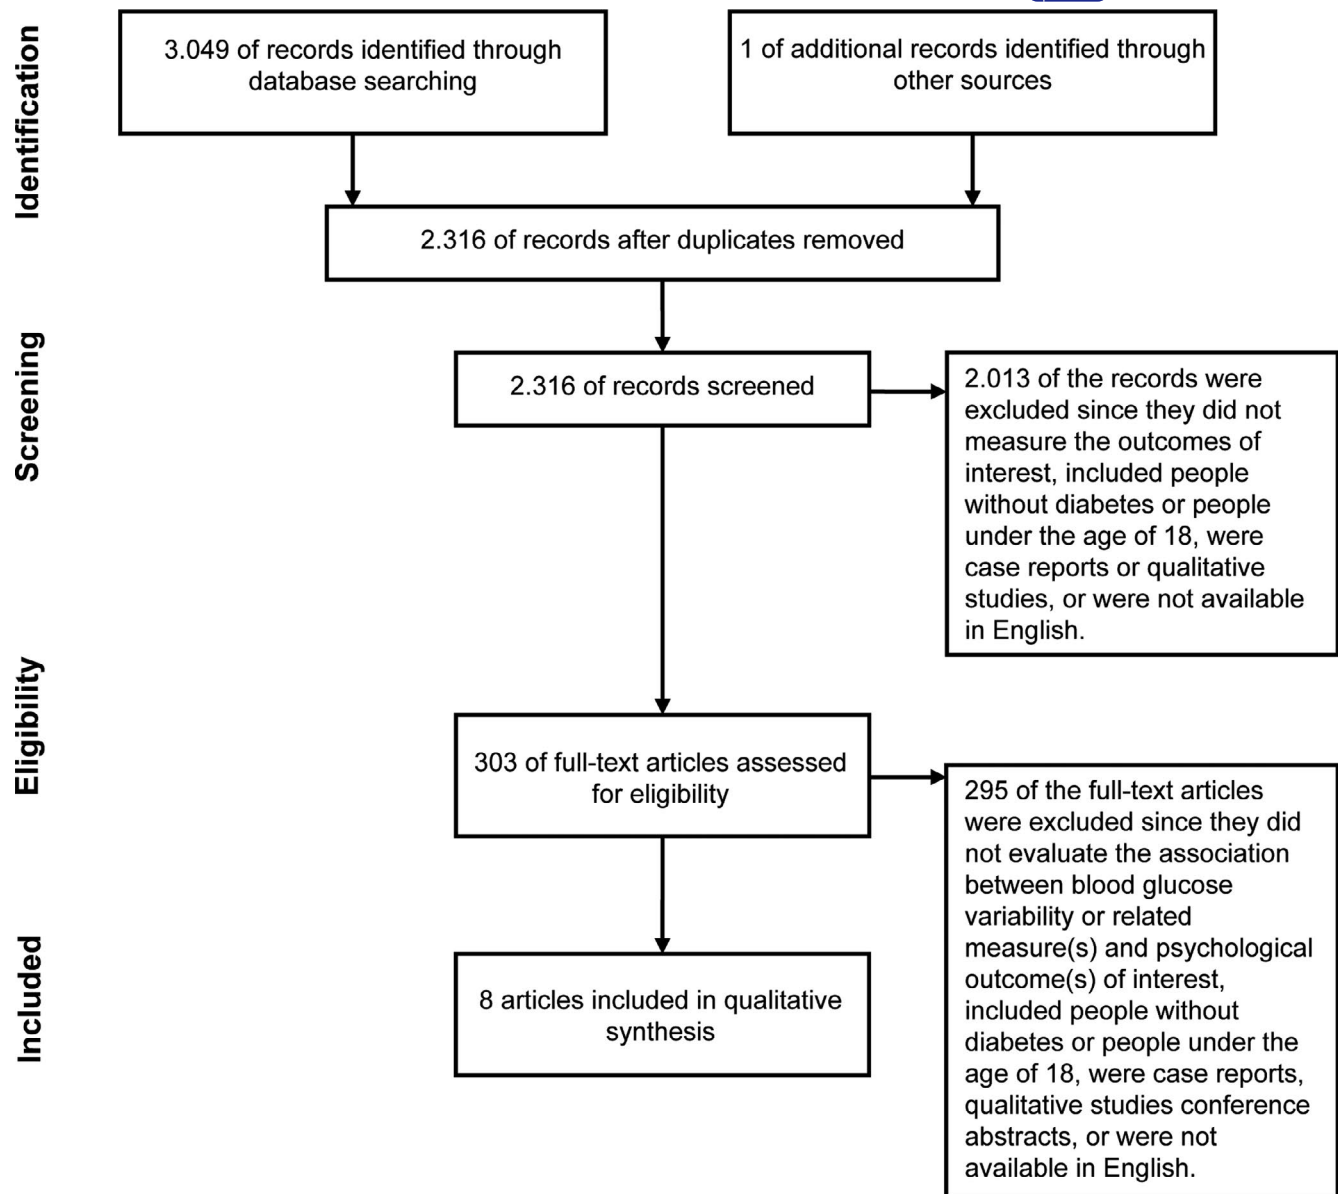 Identification
3.049 of records identified through
database searching
1 of additional records identified through
other sources
2.316 of records after duplicates removed
Screening
2.316 of records screened
2.013 of the records were
excluded since they did not
measure the outcomes of
interest, included people
without diabetes or people
under the age of 18, were
case reports or qualitative
studies, or were not available
in English.
Eligibility
303 of full-text articles assessed
for eligibility
295 of the full-text articles
were excluded since they did
not evaluate the association
between blood glucose
variability or related
measure(s) and psychological
outcome(s) of interest,
included people without
diabetes or people under the
age of 18, were case reports,
qualitative studies conference
abstracts, or were not
available in English.
Included
8 articles included in qualitative
synthesis